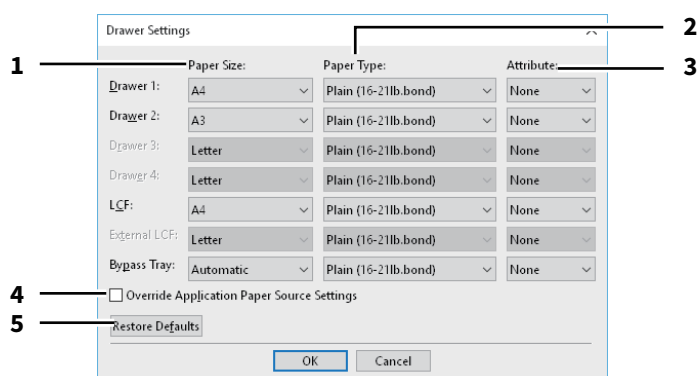 Drawer Settings
2
1
Paper Size:
Paper Type:
Attribute:
3
Drawer 1:
A4
Plain (16-21lb.bond)
None
Drawer 2:
A3
Plain (16-21lb.bond)
None
Drawer 3:
Letter
Plain (16-21lb.bond)
None
Drawer 4:
Letter
Plain (16-21lb.bond)
None
LCF:
A4
Plain (16-21lb.bond)
None
External LCF:
Letter
Plain (16-21lb.bond)
None
Bypass Tray:
Automatic
Plain (16-21lb.bond)
None
4
Override Application Paper Source Settings
5
Restore Defaults
OK
Cancel